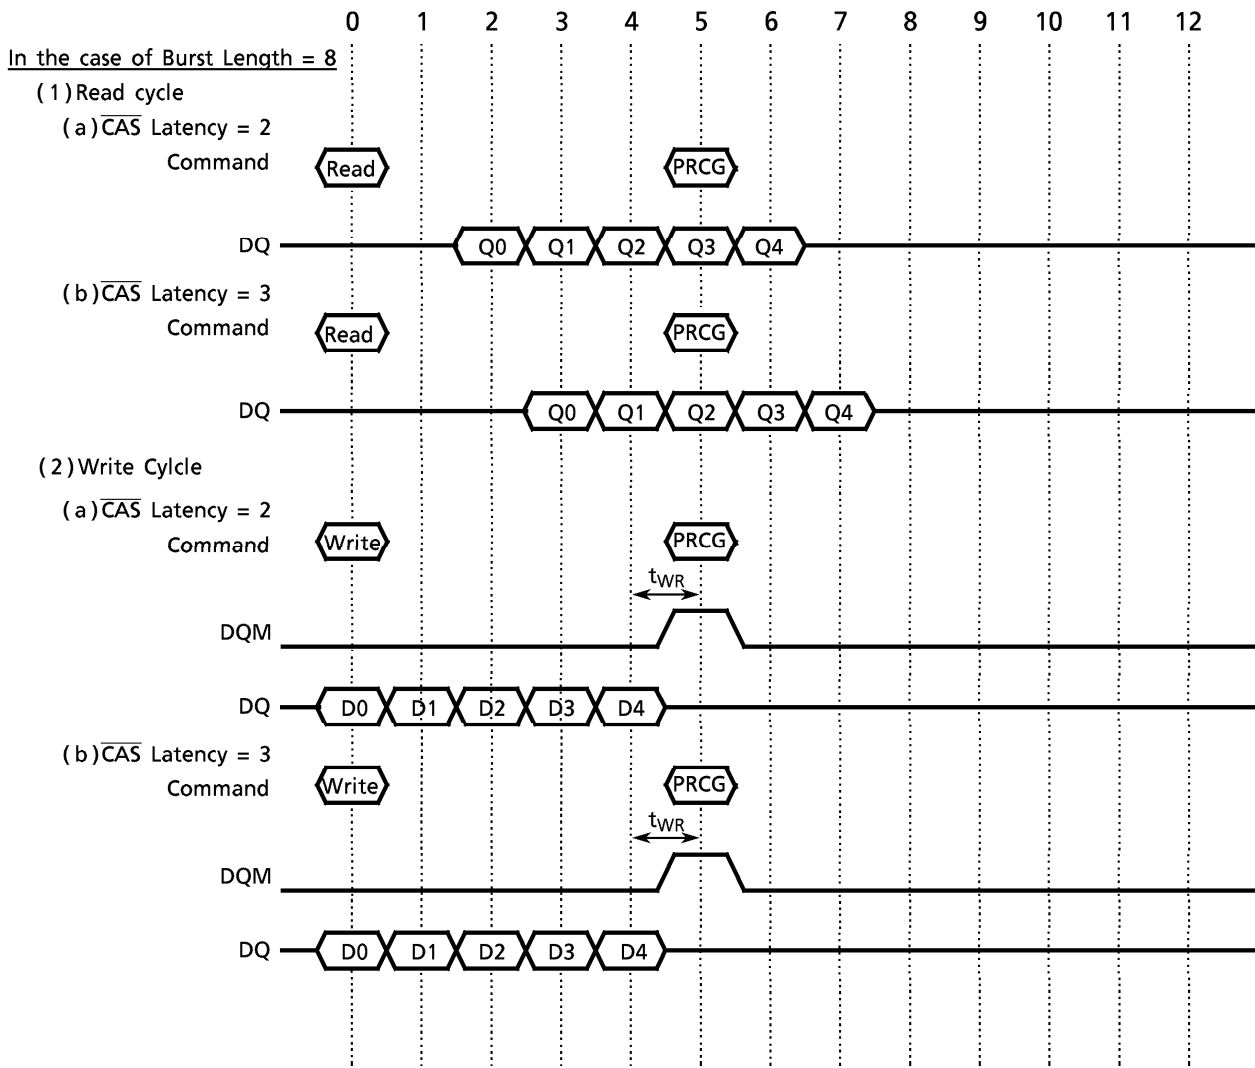 0 1 2 3 4 5 6 7 8 9 10 11 12
In the case of Burst Length = 8
(1) Read cycle
(a) CAS Latency = 2
Command Read PRCG
DQ Q0 Q1 Q2 Q3 Q4
(b) CAS Latency = 3
Command Read PRCG
DQ Q0 Q1 Q2 Q3 Q4
(2) Write Cylcle
(a) CAS Latency = 2
Command Write PRCG
tWR
DQM
DQ D0 D1 D2 D3 D4
(b) CAS Latency = 3
Command Write PRCG
tWR
DQM
DQ D0 D1 D2 D3 D4